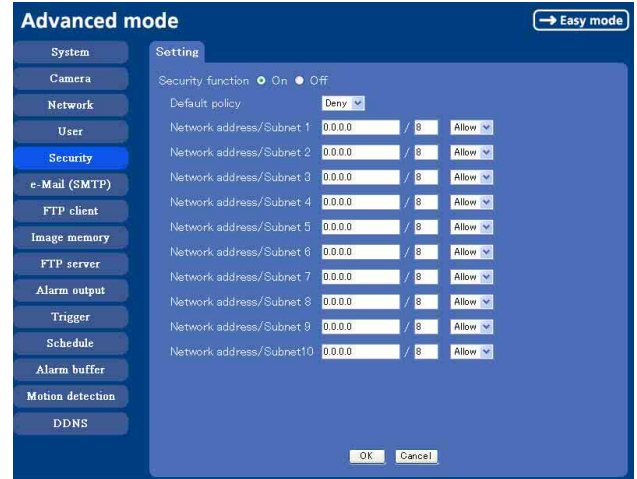 Advanced mode
→ Easy mode
System
Camera
Network
User
Security
e-Mail (SMTP)
FTP client
Image memory
FTP server
Alarm output
Trigger
Schedule
Alarm buffer
Motion detection
DDNS
Setting
Security function On Off
Default policy Deny
Network address/Subnet 1 0.0.0.0 / 8 Allow
Network address/Subnet 2 0.0.0.0 / 8 Allow
Network address/Subnet 3 0.0.0.0 / 8 Allow
Network address/Subnet 4 0.0.0.0 / 8 Allow
Network address/Subnet 5 0.0.0.0 / 8 Allow
Network address/Subnet 6 0.0.0.0 / 8 Allow
Network address/Subnet 7 0.0.0.0 / 8 Allow
Network address/Subnet 8 0.0.0.0 / 8 Allow
Network address/Subnet 9 0.0.0.0 / 8 Allow
Network address/Subnet10 0.0.0.0 / 8 Allow
OK Cancel